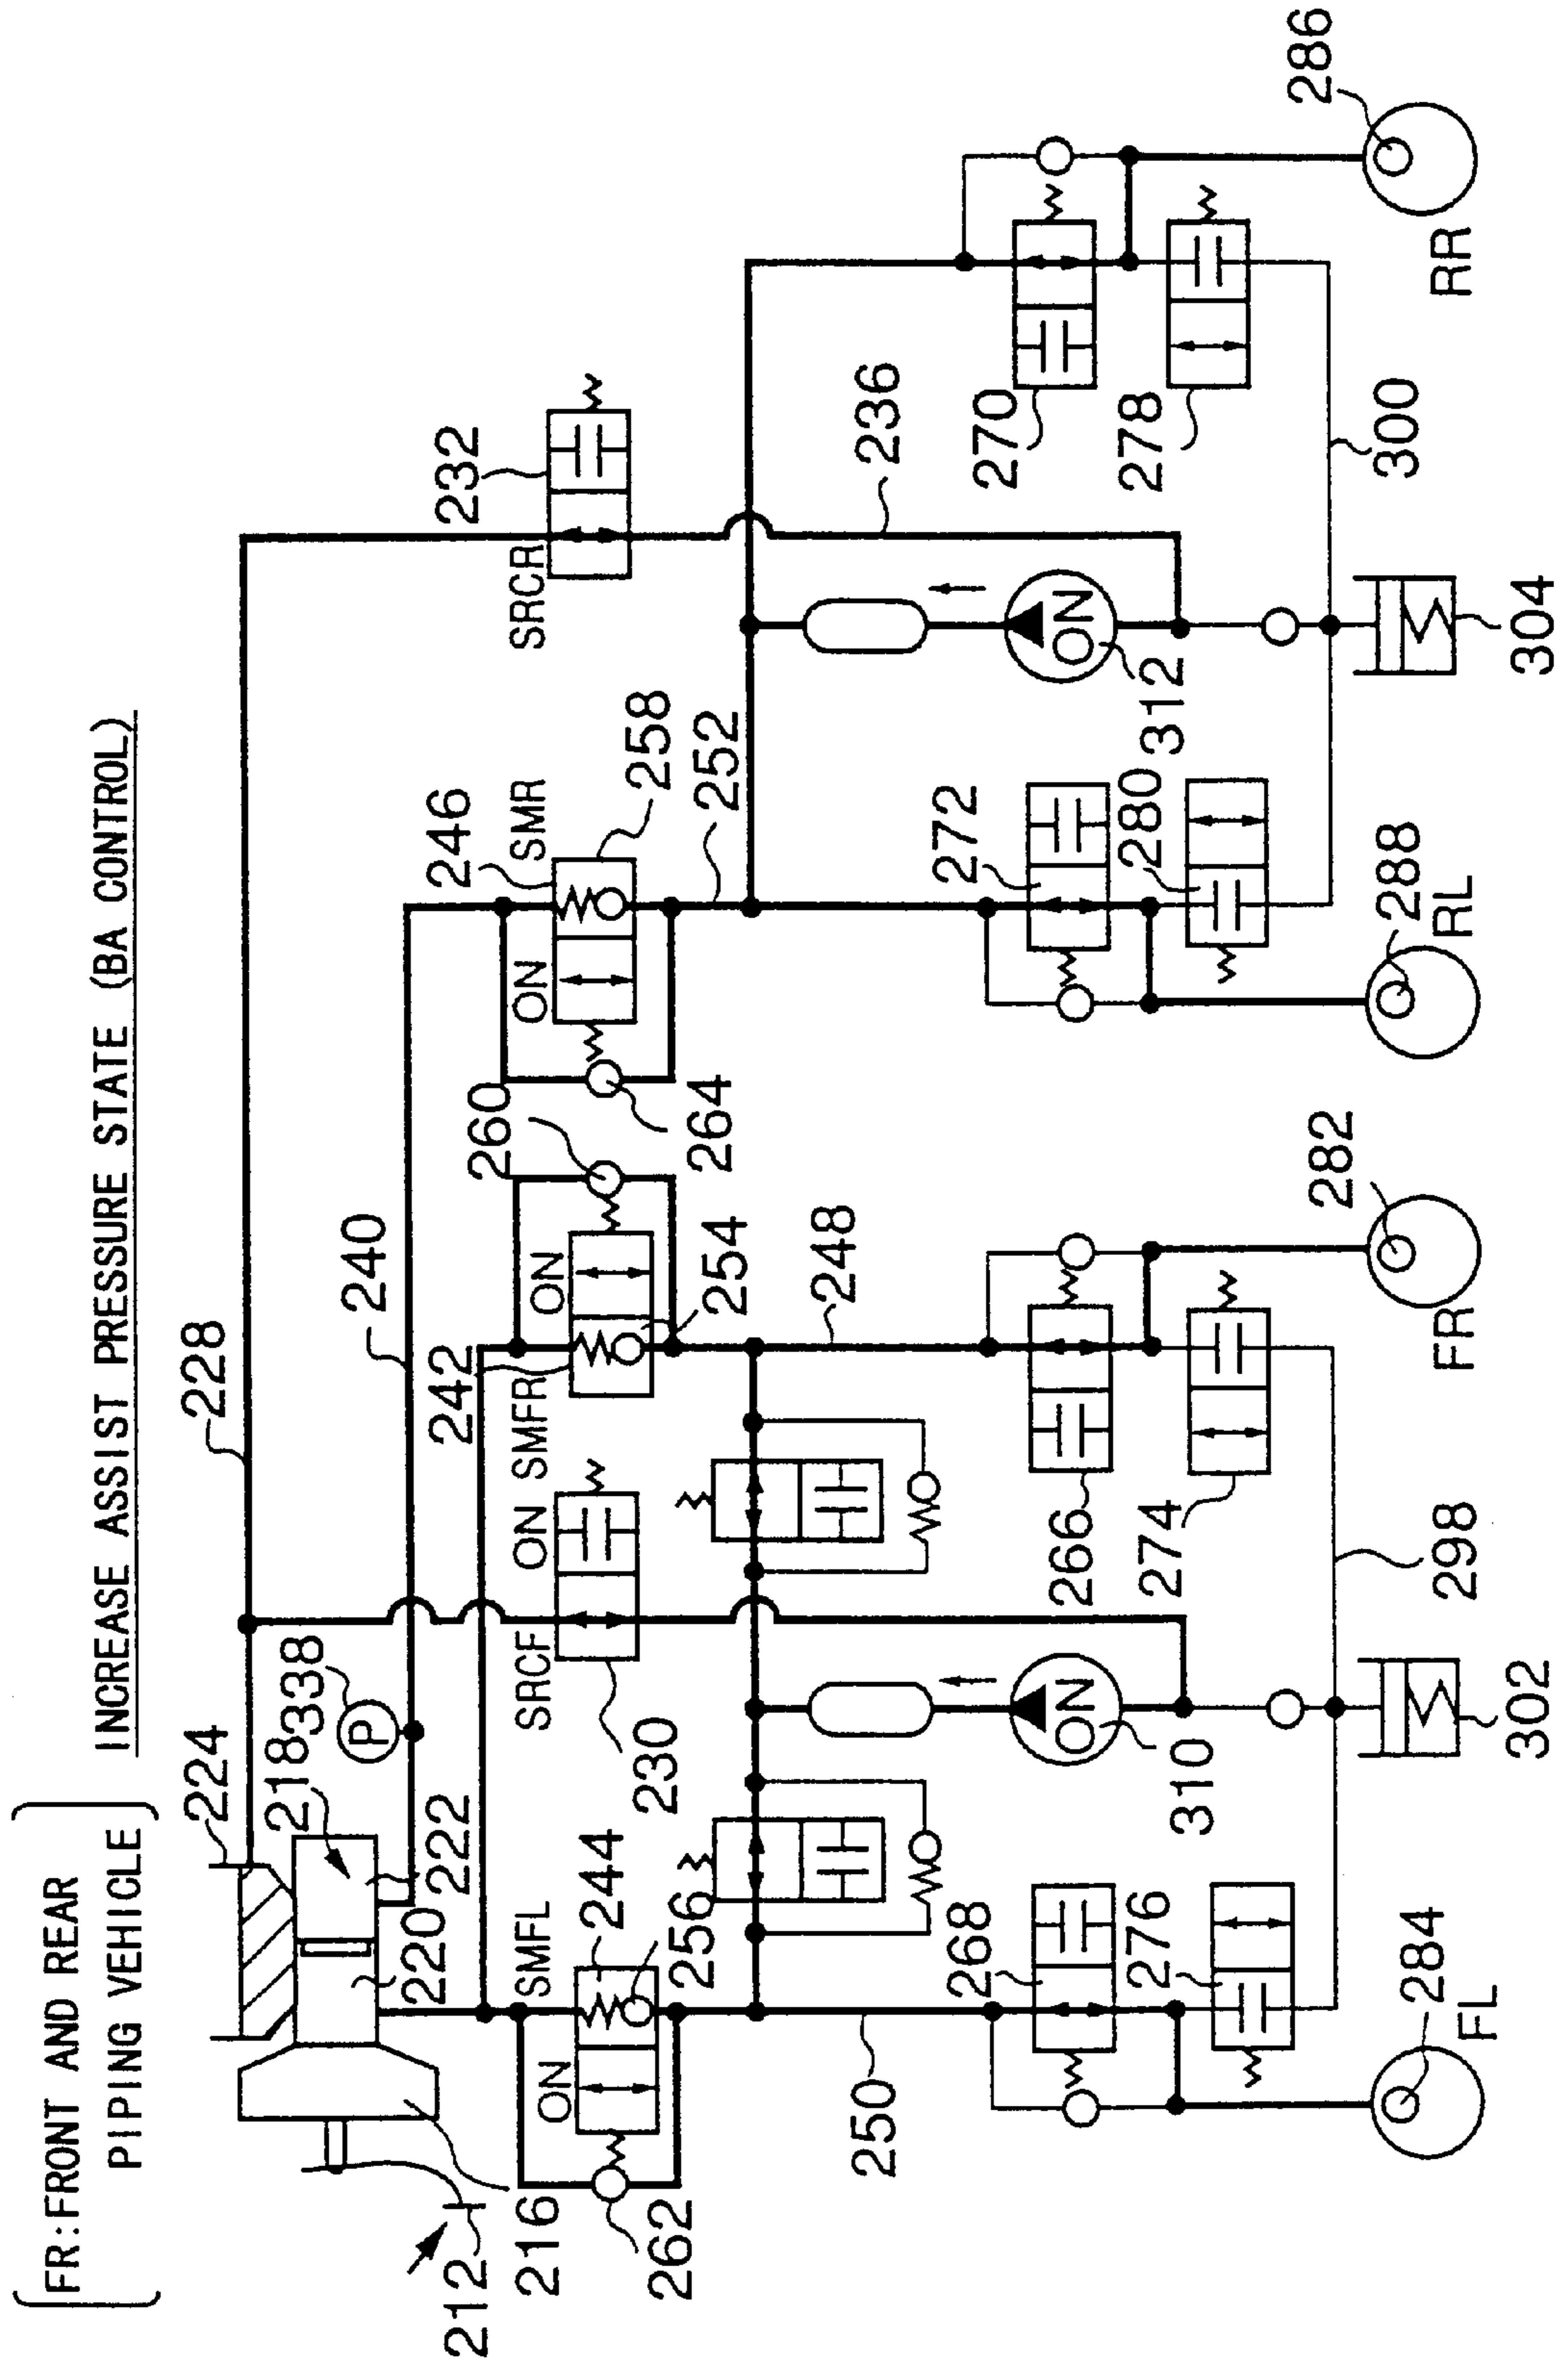 FR:FRONT AND REAR
PIPING VEHICLE
INCREASE ASSIST PRESSURE STATE (BA CONTROL)
224
218
338
P
228
240
222
220
216
212
SMFL
244
ON
256
262
SRCF
ON
230
SMFR
242
ON
254
260
264
246
SMR
ON
258
252
SRCR
232
236
250
248
268
276
310
ON
266
274
272
280
312
ON
270
278
284
FL
302
298
282
FR
288
RL
304
300
286
RR